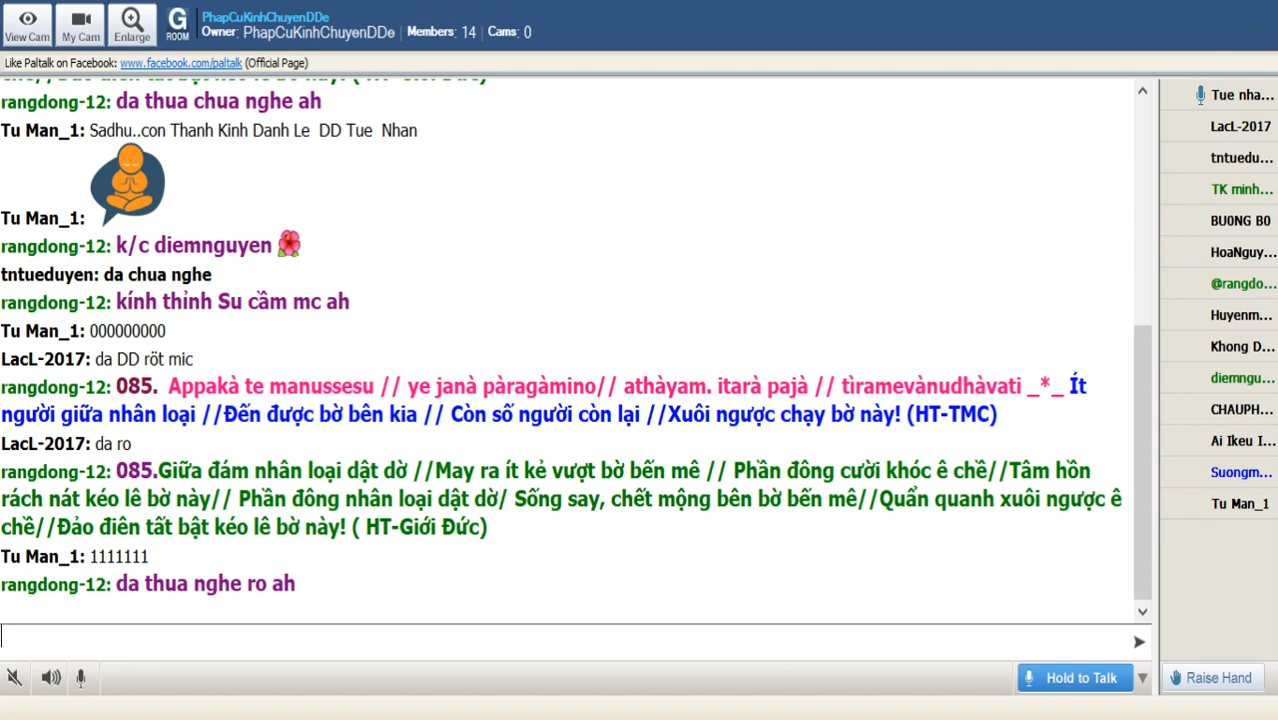 View Cam
My Cam
Enlarge
G
ROOM
PhapCuKinhChuyenDDe
Owner: PhapCuKinhChuyenDDe | Members: 14 | Cams: 0
Like Paltalk on Facebook: www.facebook.com/paltalk (Official Page)
rangdong-12: da thua chua nghe ah
Tu Man_1: Sadhu..con Thanh Kinh Danh Le DD Tue Nhan
Tu Man_1:
rangdong-12: k/c diemnguyen
tntueduyen: da chua nghe
rangdong-12: kính thỉnh Su cầm mc ah
Tu Man_1: 000000000
LacL-2017: da DD röt mic
rangdong-12: 085. Appakà te manussesu // ye janà pàragàmino// athàyam. itarà pajà // tìramevànudhàvati _*_ Ít
người giữa nhân loại //Đến được bờ bên kia // Còn số người còn lại //Xuôi ngược chạy bờ này! (HT-TMC)
LacL-2017: da ro
rangdong-12: 085.Giữa đám nhân loại dật dờ //May ra ít kẻ vượt bờ bến mê // Phần đông cười khóc ê chề//Tâm hồn
rách nát kéo lê bờ này// Phần đông nhân loại dật dờ/ Sống say, chết mộng bên bờ bến mê//Quẩn quanh xuôi ngược ê
chề//Đảo điên tất bật kéo lê bờ này! ( HT-Giới Đức)
Tu Man_1: 1111111
rangdong-12: da thua nghe ro ah
Tue nha...
LacL-2017
tntuedu...
TK minh...
BU0NG B0
HoaNguy...
@rangdo...
Huyenm...
Khong D...
diemngu...
CHAUPH...
Ai Ikeu I...
Suongm...
Tu Man_1
Hold to Talk
Raise Hand